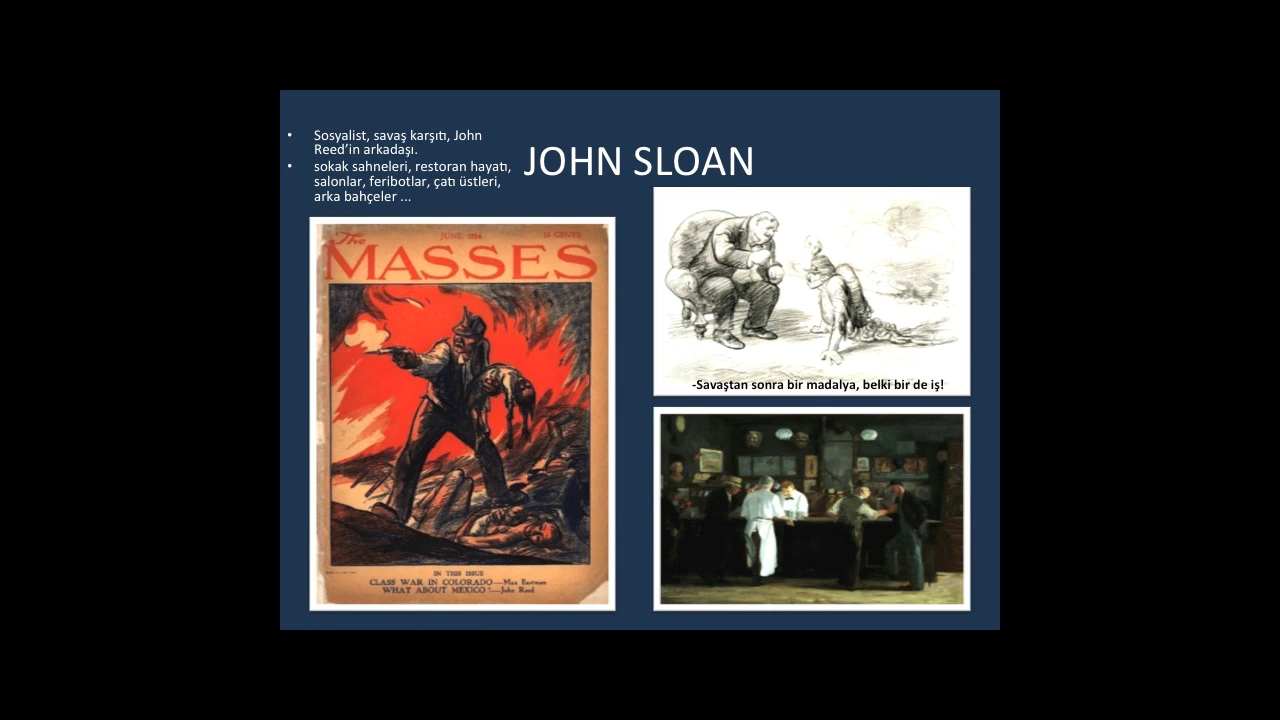 • Sosyalist, savaş karşıtı, John
Reed’in arkadaşı.
• sokak sahneleri, restoran hayatı,
salonlar, feribotlar, çatı üstleri,
arka bahçeler ...
JOHN SLOAN
The
JUNE, 1914
10 CENTS
MASSES
IN THIS ISSUE
CLASS WAR IN COLORADO—Max Eastman
WHAT ABOUT MEXICO?—John Reed
-Savaştan sonra bir madalya, belki bir de iş!